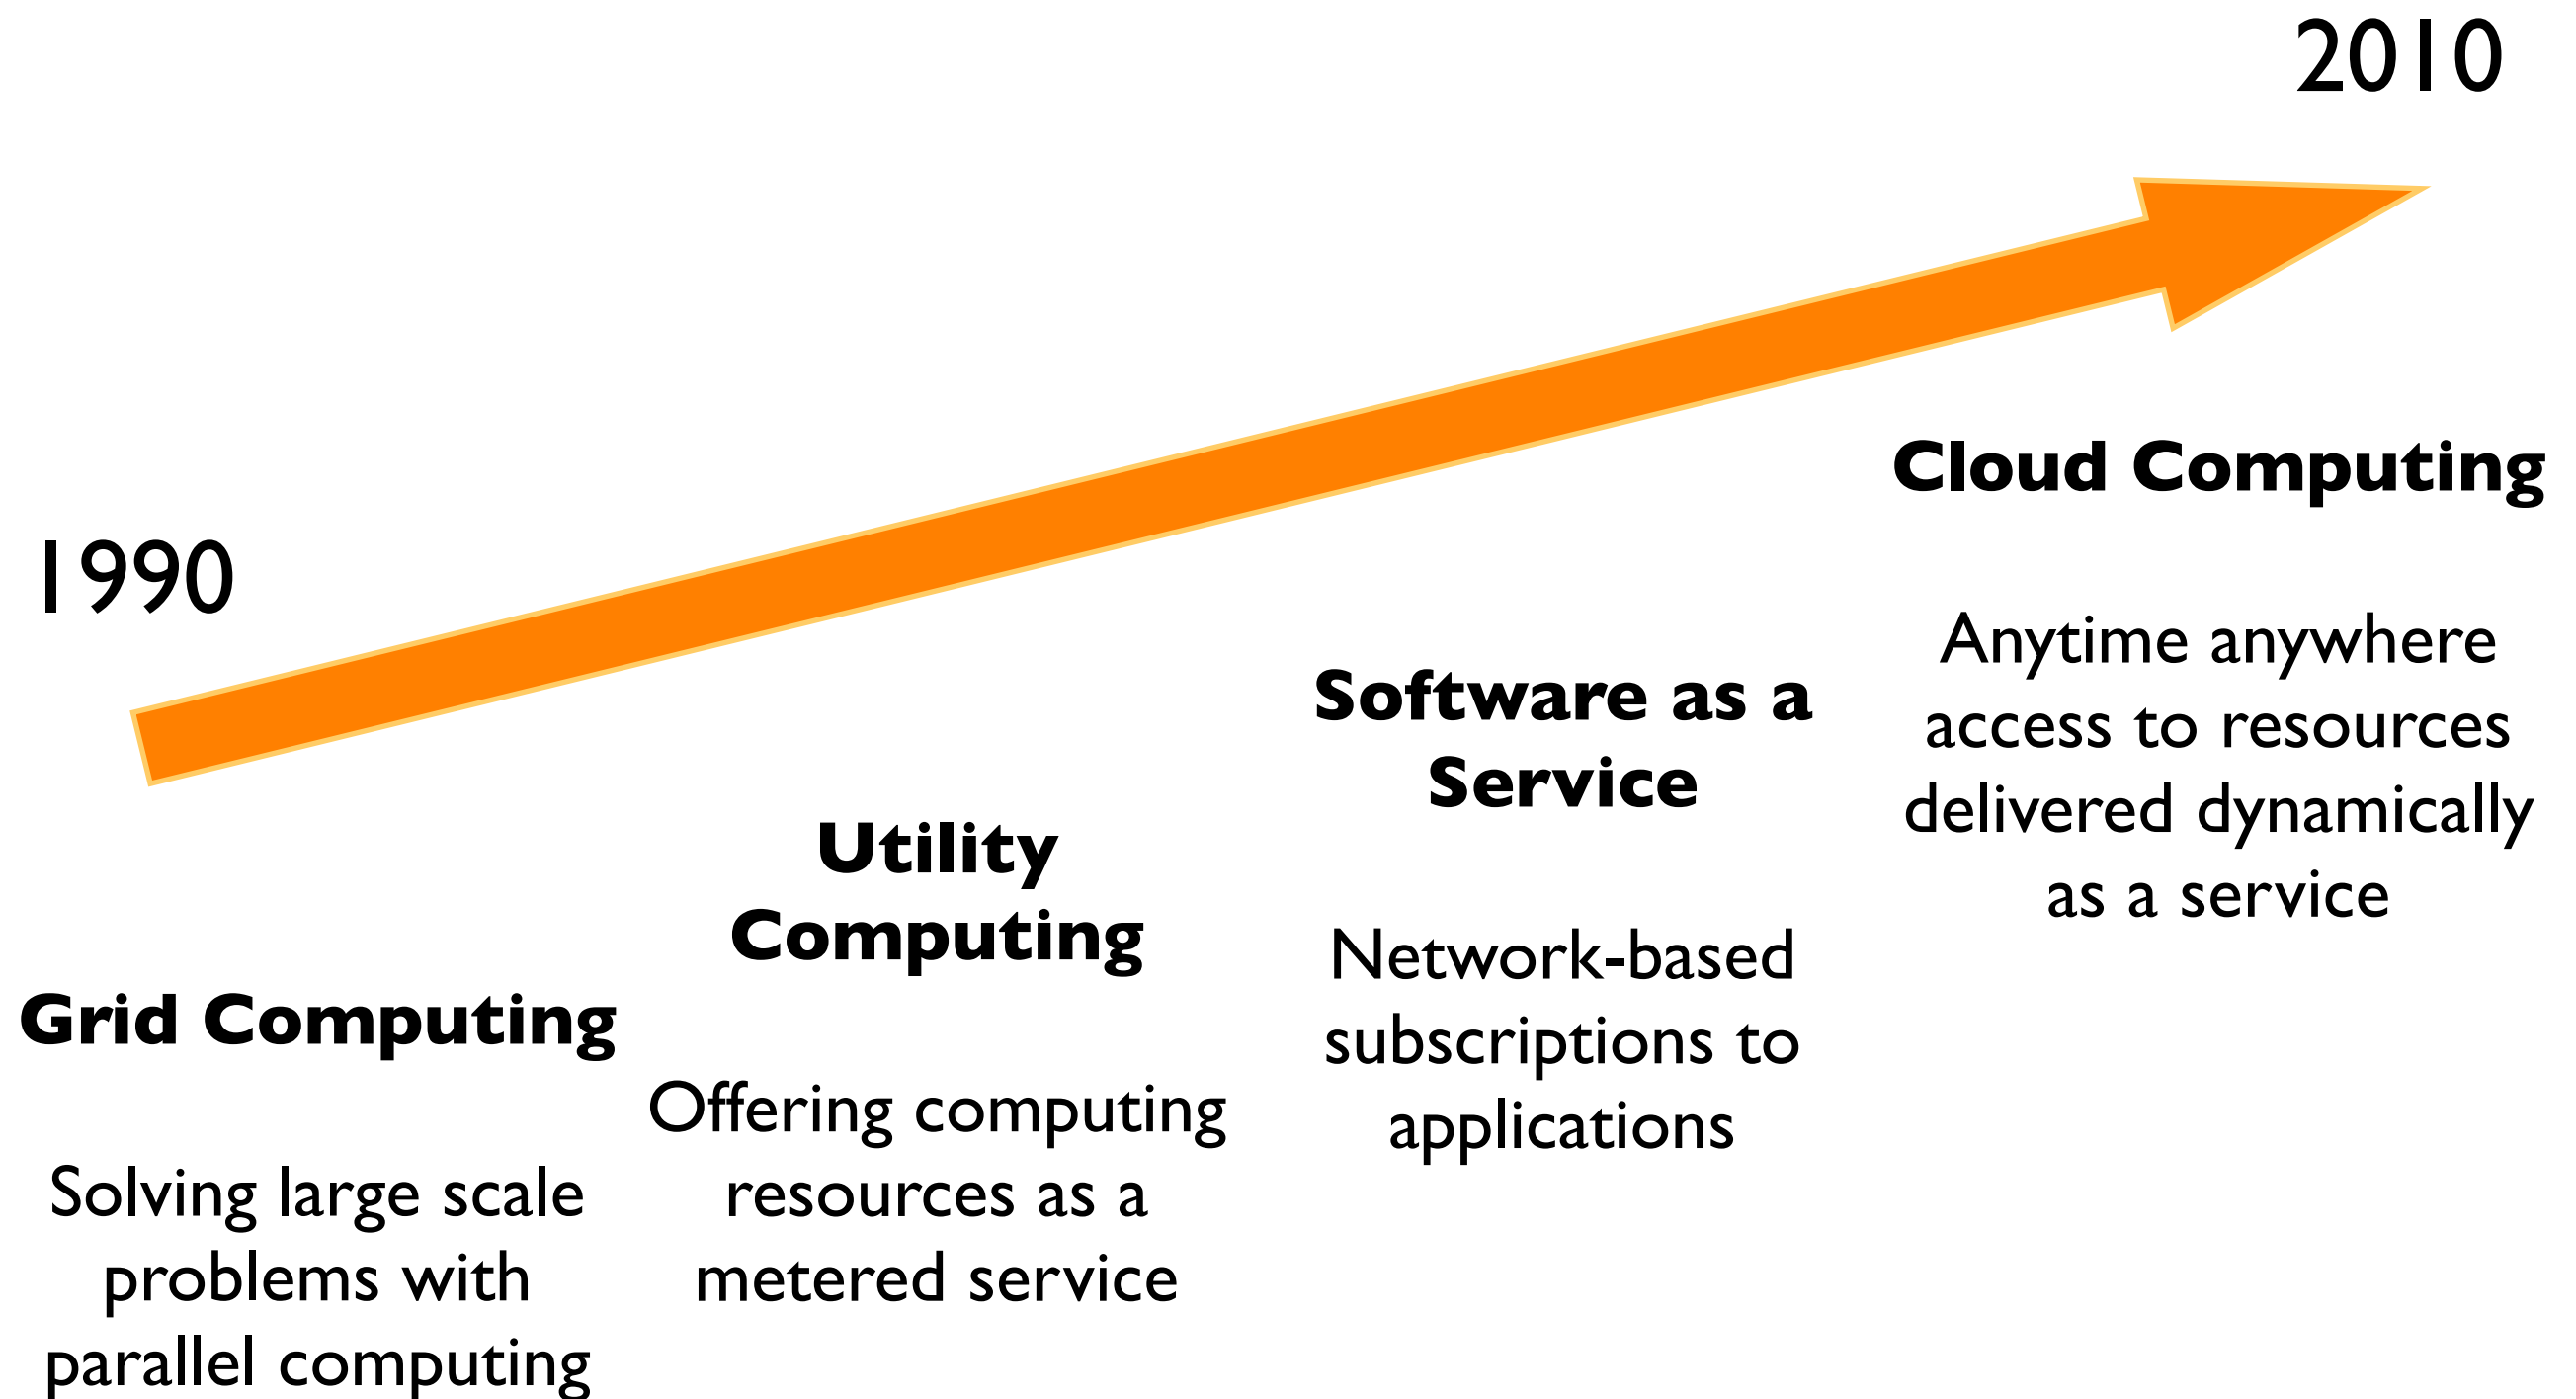 2010
1990
Grid Computing
Solving large scale
problems with
parallel computing
Utility
Computing
Offering computing
resources as a
metered service
Software as a
Service
Network-based
subscriptions to
applications
Cloud Computing
Anytime anywhere
access to resources
delivered dynamically
as a service